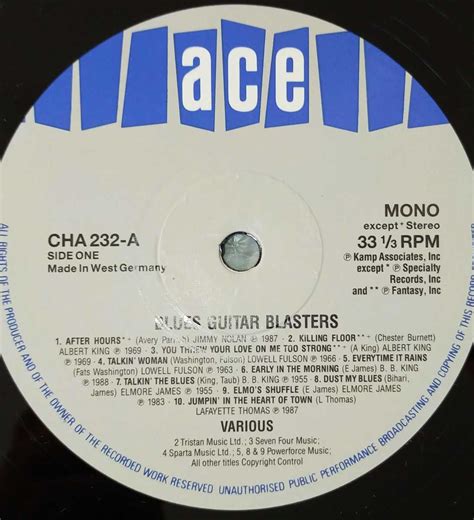 ace
CHA 232-A
SIDE ONE
Made in West Germany
MONO
except * Stereo
33 1/3 RPM
℗ Kamp Associates, Inc
except * ℗ Specialty
Records, Inc
and ** ℗ Fantasy, Inc
BLUES GUITAR BLASTERS
1. AFTER HOURS* (Avery Parrish) JIMMY NOLAN ℗ 1987 - 2. KILLING FLOOR** (Chester Burnett)
ALBERT KING ℗ 1969 - 3. YOU THREW YOUR LOVE ON ME TOO STRONG** (A King) ALBERT KING
℗ 1969 - 4. TALKIN' WOMAN (Washington, Fulson) LOWELL FULSON ℗ 1966 - 5. EVERYTIME IT RAINS
(Fats Washington) LOWELL FULSON ℗ 1966 - 6. EARLY IN THE MORNING (E James) B. B. KING
℗ 1988 - 7. TALKIN' THE BLUES (King, Taub) B. B. KING ℗ 1955 - 8. DUST MY BLUES (Bihari,
James) ELMORE JAMES ℗ 1955 - 9. ELMO'S SHUFFLE (E James) ELMORE JAMES
℗ 1983 - 10. JUMPIN' IN THE HEART OF TOWN (L Thomas)
LAFAYETTE THOMAS ℗ 1987
VARIOUS
2 Tristan Music Ltd.; 3 Seven Four Music;
4 Sparta Music Ltd.; 5, 8 & 9 Powerforce Music;
All other titles Copyright Control
ALL RIGHTS OF THE PRODUCER AND OF THE OWNER OF THE RECORDED WORK RESERVED UNAUTHORISED PUBLIC PERFORMANCE BROADCASTING AND COPYING OF THIS RECORD